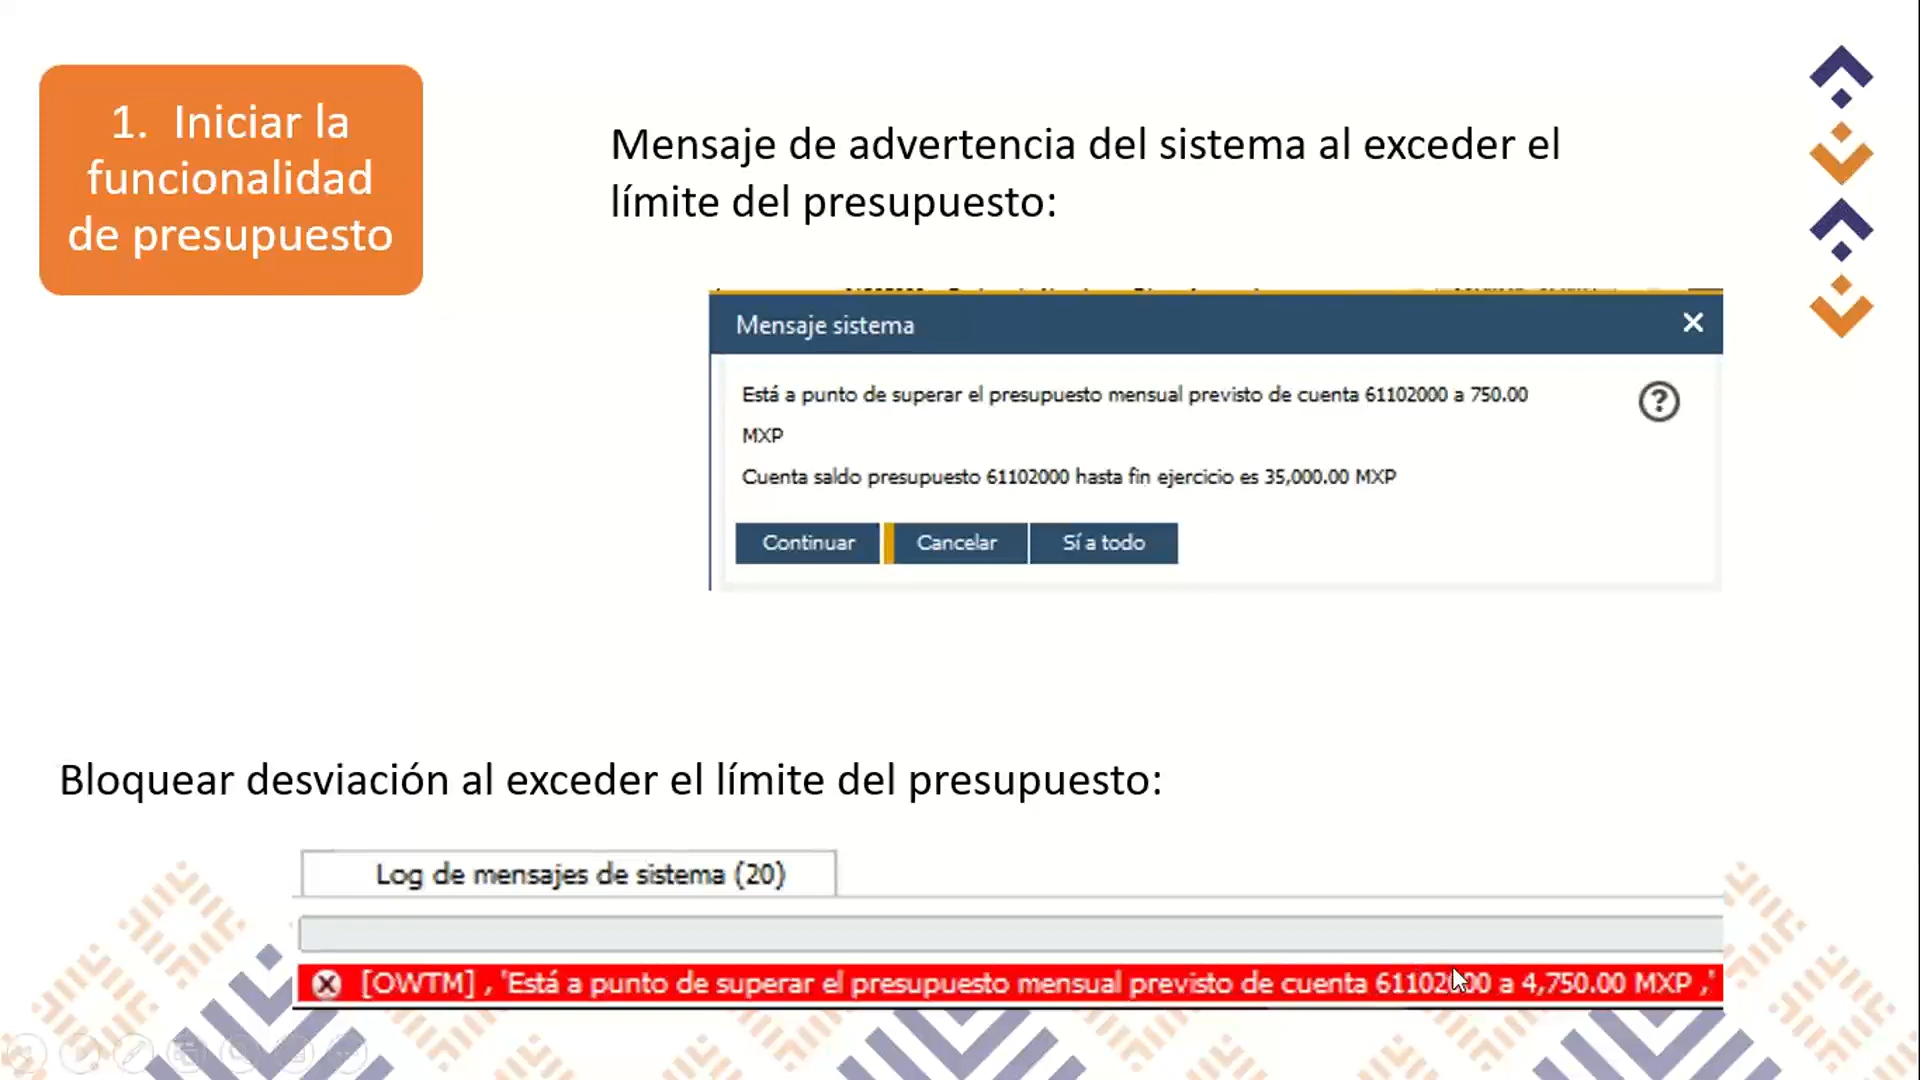 1. Iniciar la
funcionalidad
de presupuesto
Mensaje de advertencia del sistema al exceder el
límite del presupuesto:
Mensaje sistema
Está a punto de superar el presupuesto mensual previsto de cuenta 61102000 a 750.00
MXP
Cuenta saldo presupuesto 61102000 hasta fin ejercicio es 35,000.00 MXP
Continuar
Cancelar
Sí a todo
Bloquear desviación al exceder el límite del presupuesto:
Log de mensajes de sistema (20)
[OWTM] , 'Está a punto de superar el presupuesto mensual previsto de cuenta 61102000 a 4,750.00 MXP ,'